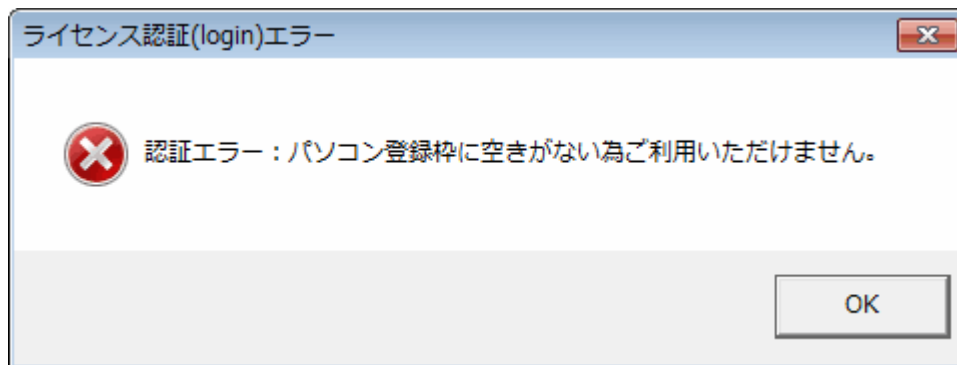 ライセンス認証(login)エラー
認証エラー：パソコン登録枠に空きがない為ご利用いただけません。
OK